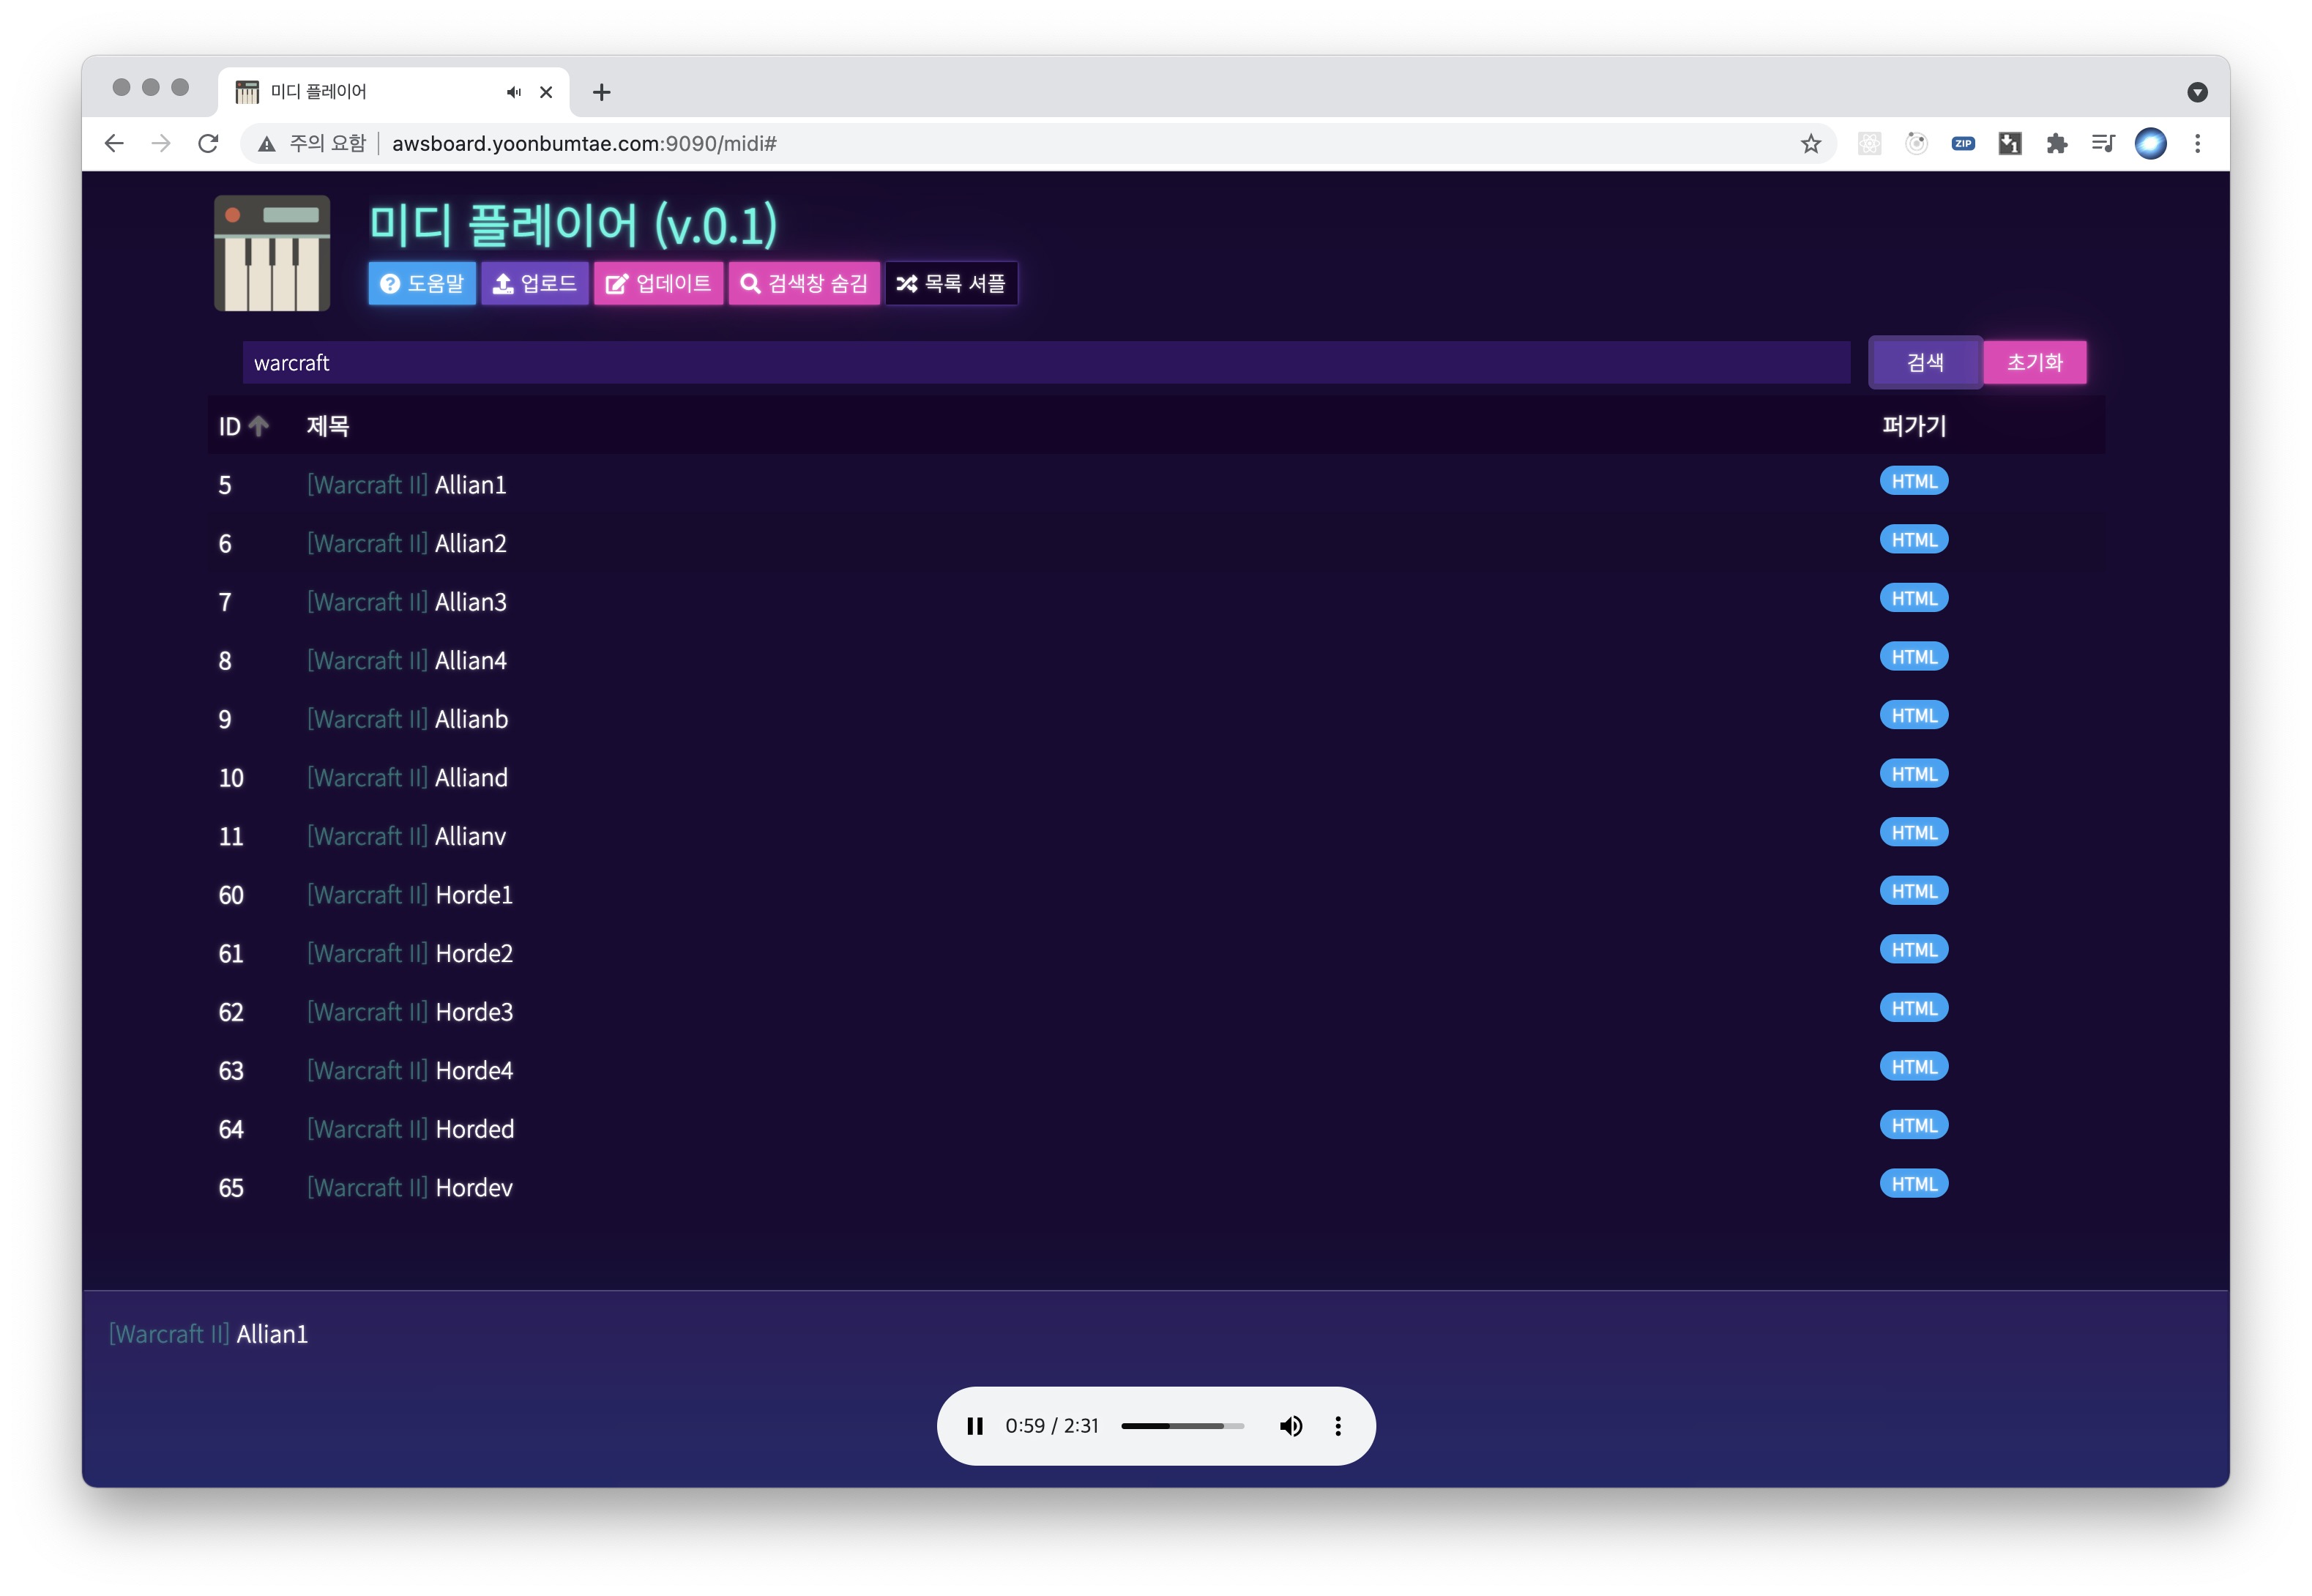 미디 플레이어
주의 요함 awsboard.yoonbumtae.com:9090/midi#
ZIP
1
미디 플레이어 (v.0.1)
도움말 업로드 업데이트 검색창 숨김 목록 셔플
warcraft 검색 초기화
ID 제목 퍼가기
5 [Warcraft II] Allian1 HTML
6 [Warcraft II] Allian2 HTML
7 [Warcraft II] Allian3 HTML
8 [Warcraft II] Allian4 HTML
9 [Warcraft II] Allianb HTML
10 [Warcraft II] Alliand HTML
11 [Warcraft II] Allianv HTML
60 [Warcraft II] Horde1 HTML
61 [Warcraft II] Horde2 HTML
62 [Warcraft II] Horde3 HTML
63 [Warcraft II] Horde4 HTML
64 [Warcraft II] Horded HTML
65 [Warcraft II] Hordev HTML
[Warcraft II] Allian1
0:59 / 2:31